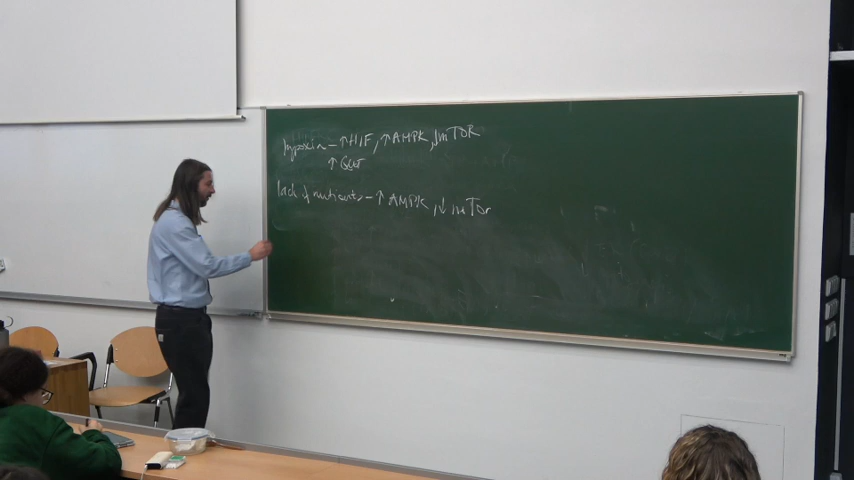 hypoxia - ↑HIF, ↑AMPK, ↓mTOR
↑GLUT
lack of nutrients - ↑AMPK, ↓mTor